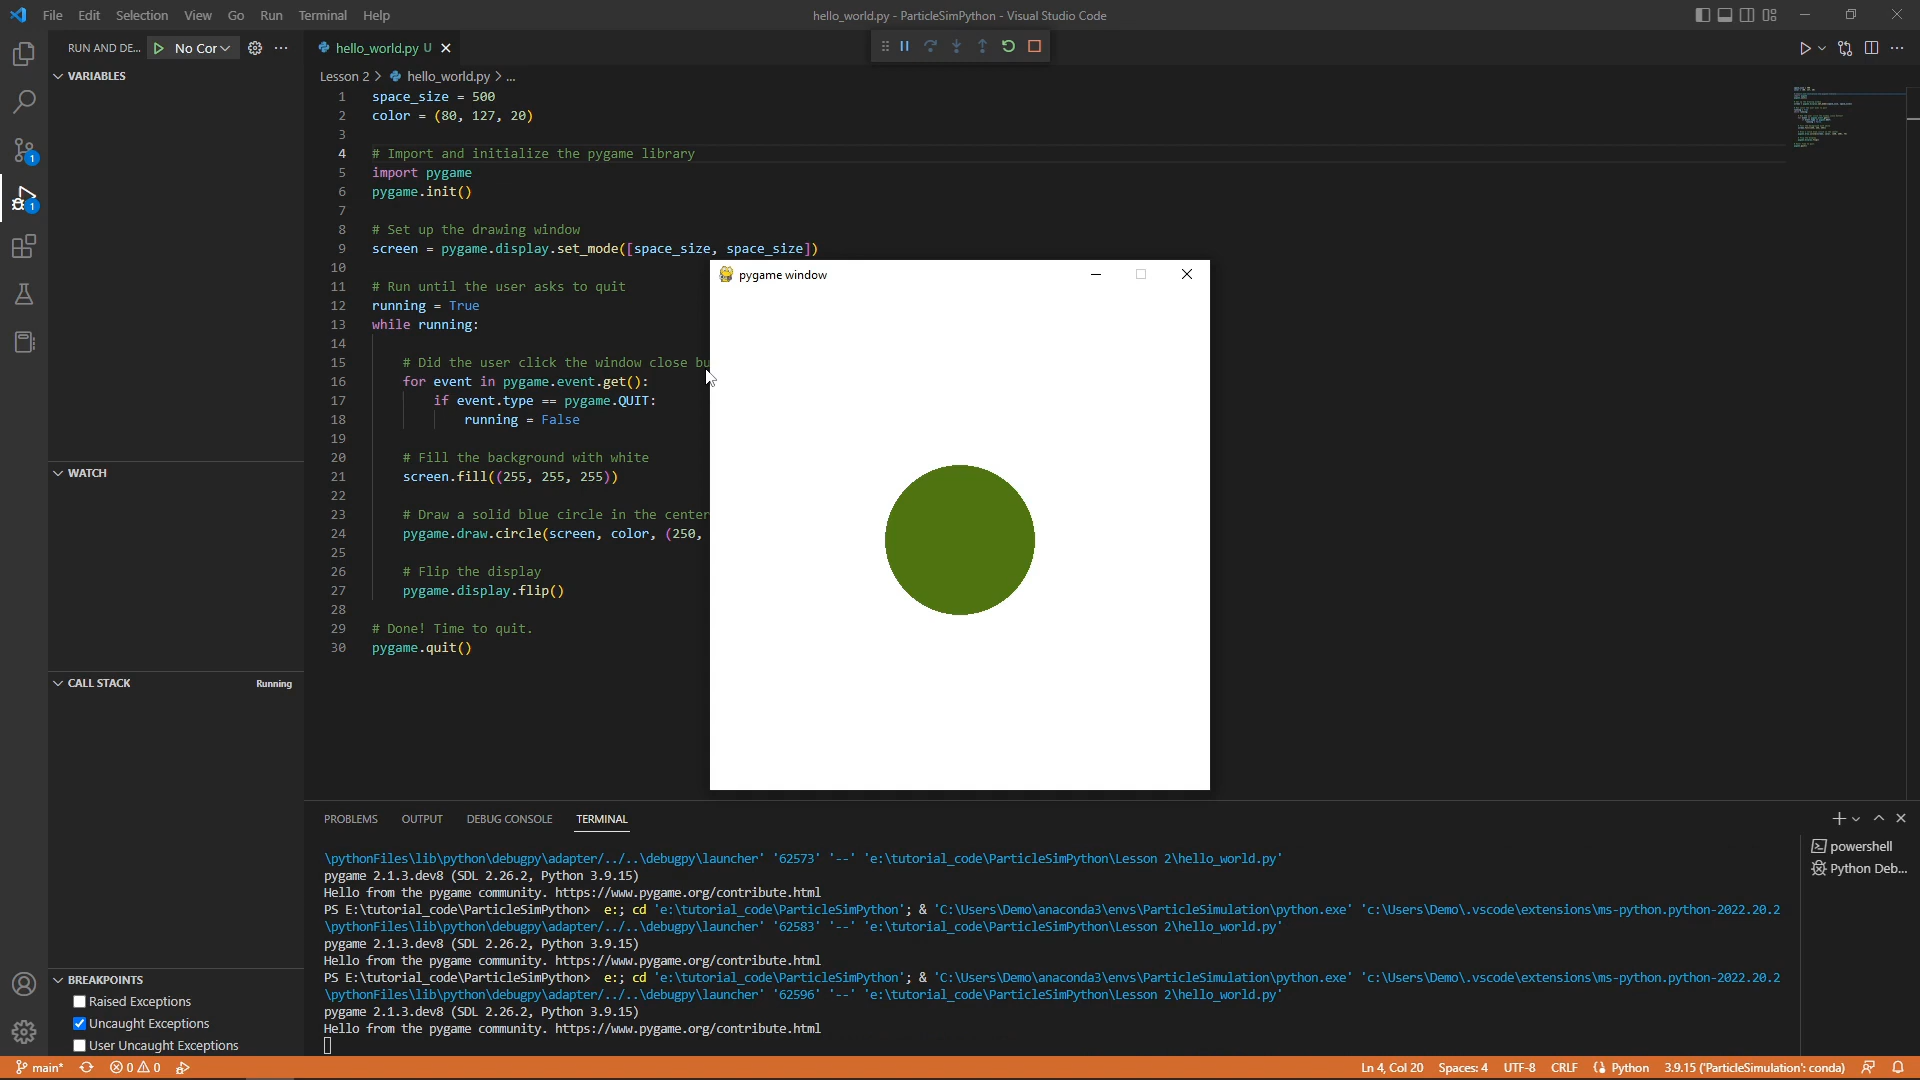 File Edit Selection View Go Run Terminal Help
hello_world.py - ParticleSimPython - Visual Studio Code
RUN AND DE... No Cor
hello_world.py U
VARIABLES
Lesson 2 > hello_world.py > ...
1 space_size = 500
2 color = (80, 127, 20)
3
4 # Import and initialize the pygame library
5 import pygame
6 pygame.init()
7
8 # Set up the drawing window
9 screen = pygame.display.set_mode([space_size, space_size])
10
11 # Run until the user asks to quit
12 running = True
13 while running:
14
15 # Did the user click the window close bu
16 for event in pygame.event.get():
17 if event.type == pygame.QUIT:
18 running = False
19
20 # Fill the background with white
21 screen.fill((255, 255, 255))
22
23 # Draw a solid blue circle in the center
24 pygame.draw.circle(screen, color, (250,
25
26 # Flip the display
27 pygame.display.flip()
28
29 # Done! Time to quit.
30 pygame.quit()
pygame window
1
1
WATCH
CALL STACK Running
BREAKPOINTS
Raised Exceptions
Uncaught Exceptions
User Uncaught Exceptions
PROBLEMS OUTPUT DEBUG CONSOLE TERMINAL
\pythonFiles\lib\python\debugpy\adapter/../..\debugpy\launcher' '62573' '--' 'e:\tutorial_code\ParticleSimPython\Lesson 2\hello_world.py'
pygame 2.1.3.dev8 (SDL 2.26.2, Python 3.9.15)
Hello from the pygame community. https://www.pygame.org/contribute.html
PS E:\tutorial_code\ParticleSimPython> e:; cd 'e:\tutorial_code\ParticleSimPython'; & 'C:\Users\Demo\anaconda3\envs\ParticleSimulation\python.exe' 'c:\Users\Demo\.vscode\extensions\ms-python.python-2022.20.2
\pythonFiles\lib\python\debugpy\adapter/../..\debugpy\launcher' '62583' '--' 'e:\tutorial_code\ParticleSimPython\Lesson 2\hello_world.py'
pygame 2.1.3.dev8 (SDL 2.26.2, Python 3.9.15)
Hello from the pygame community. https://www.pygame.org/contribute.html
PS E:\tutorial_code\ParticleSimPython> e:; cd 'e:\tutorial_code\ParticleSimPython'; & 'C:\Users\Demo\anaconda3\envs\ParticleSimulation\python.exe' 'c:\Users\Demo\.vscode\extensions\ms-python.python-2022.20.2
\pythonFiles\lib\python\debugpy\adapter/../..\debugpy\launcher' '62596' '--' 'e:\tutorial_code\ParticleSimPython\Lesson 2\hello_world.py'
pygame 2.1.3.dev8 (SDL 2.26.2, Python 3.9.15)
Hello from the pygame community. https://www.pygame.org/contribute.html
powershell
Python Deb...
main* 0 0
Ln 4, Col 20 Spaces: 4 UTF-8 CRLF Python 3.9.15 ('ParticleSimulation': conda)